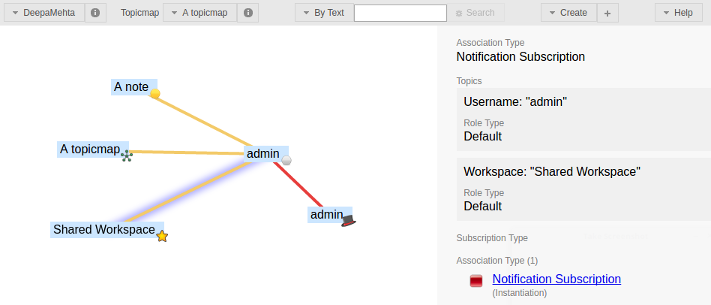 DeepaMehta
Topicmap
A topicmap
By Text
Search
Create
+
Help
A note
A topicmap
admin
Shared Workspace
admin
Association Type
Notification Subscription
Topics
Username: "admin"
Role Type
Default
Workspace: "Shared Workspace"
Role Type
Default
Subscription Type
Association Type (1)
Notification Subscription
(Instantiation)